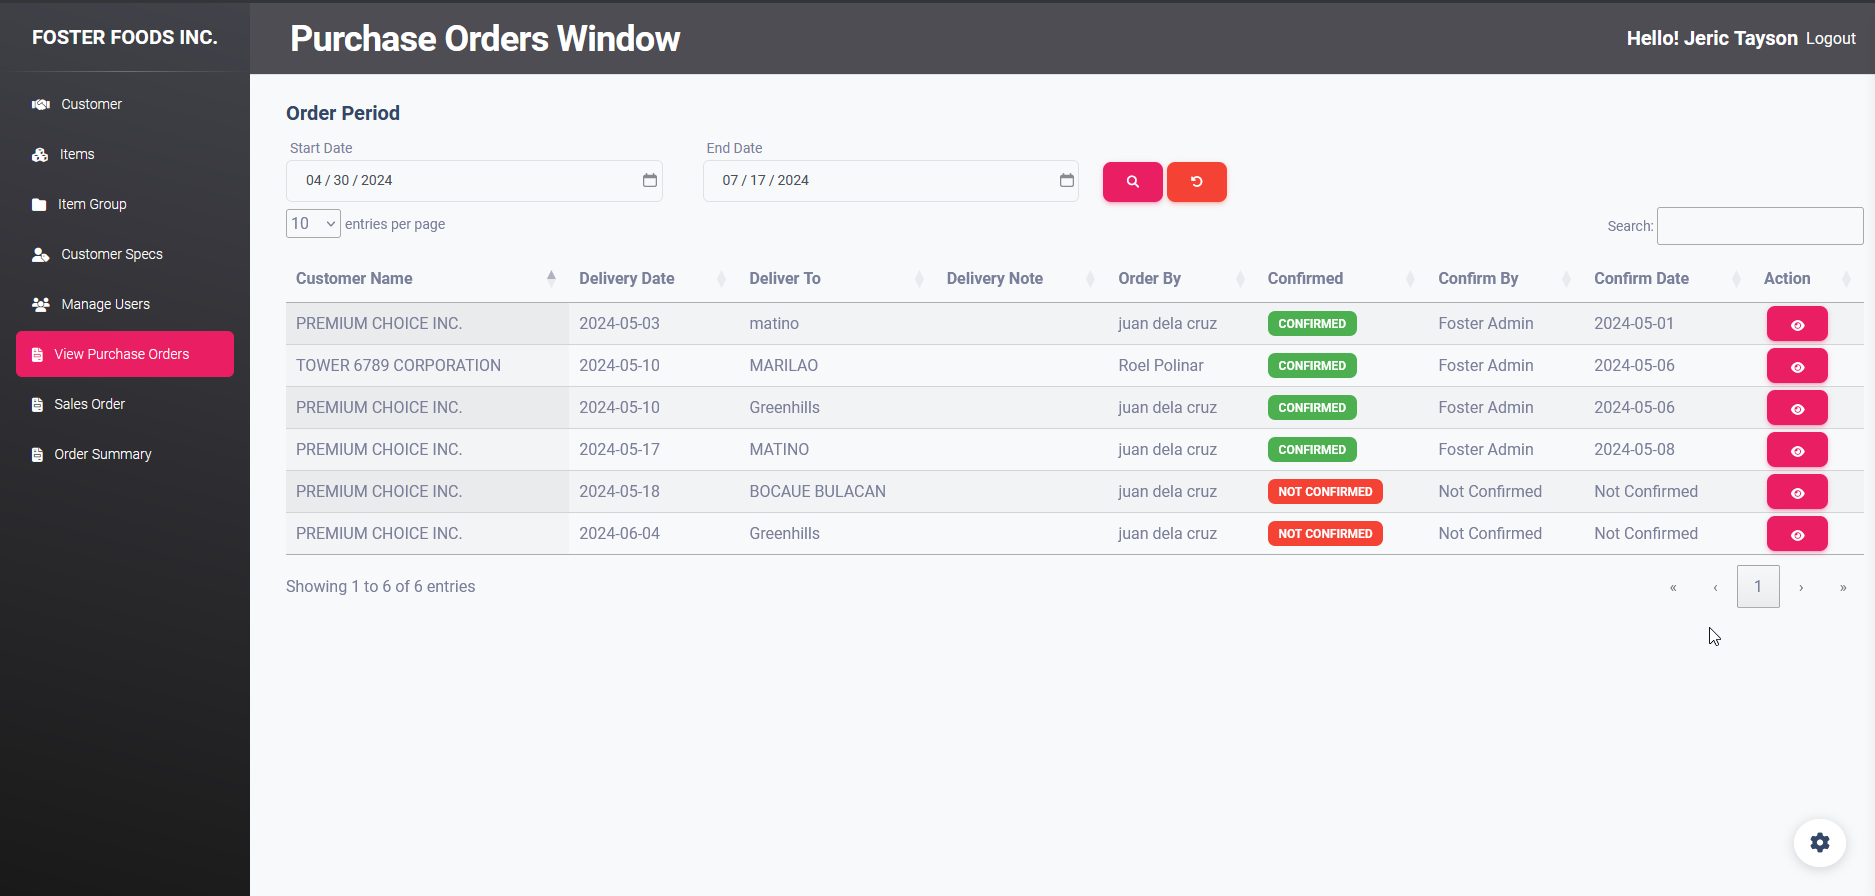 FOSTER FOODS INC.
Customer
Items
Item Group
Customer Specs
Manage Users
View Purchase Orders
Sales Order
Order Summary
Purchase Orders Window
Hello! Jeric Tayson Logout
Order Period
Start Date End Date
04 / 30 / 2024 07 / 17 / 2024
10 entries per page Search:
Customer Name Delivery Date Deliver To Delivery Note Order By Confirmed Confirm By Confirm Date Action
PREMIUM CHOICE INC. 2024-05-03 matino juan dela cruz CONFIRMED Foster Admin 2024-05-01
TOWER 6789 CORPORATION 2024-05-10 MARILAO Roel Polinar CONFIRMED Foster Admin 2024-05-06
PREMIUM CHOICE INC. 2024-05-10 Greenhills juan dela cruz CONFIRMED Foster Admin 2024-05-06
PREMIUM CHOICE INC. 2024-05-17 MATINO juan dela cruz CONFIRMED Foster Admin 2024-05-08
PREMIUM CHOICE INC. 2024-05-18 BOCAUE BULACAN juan dela cruz NOT CONFIRMED Not Confirmed Not Confirmed
PREMIUM CHOICE INC. 2024-06-04 Greenhills juan dela cruz NOT CONFIRMED Not Confirmed Not Confirmed
Showing 1 to 6 of 6 entries « ‹ 1 › »